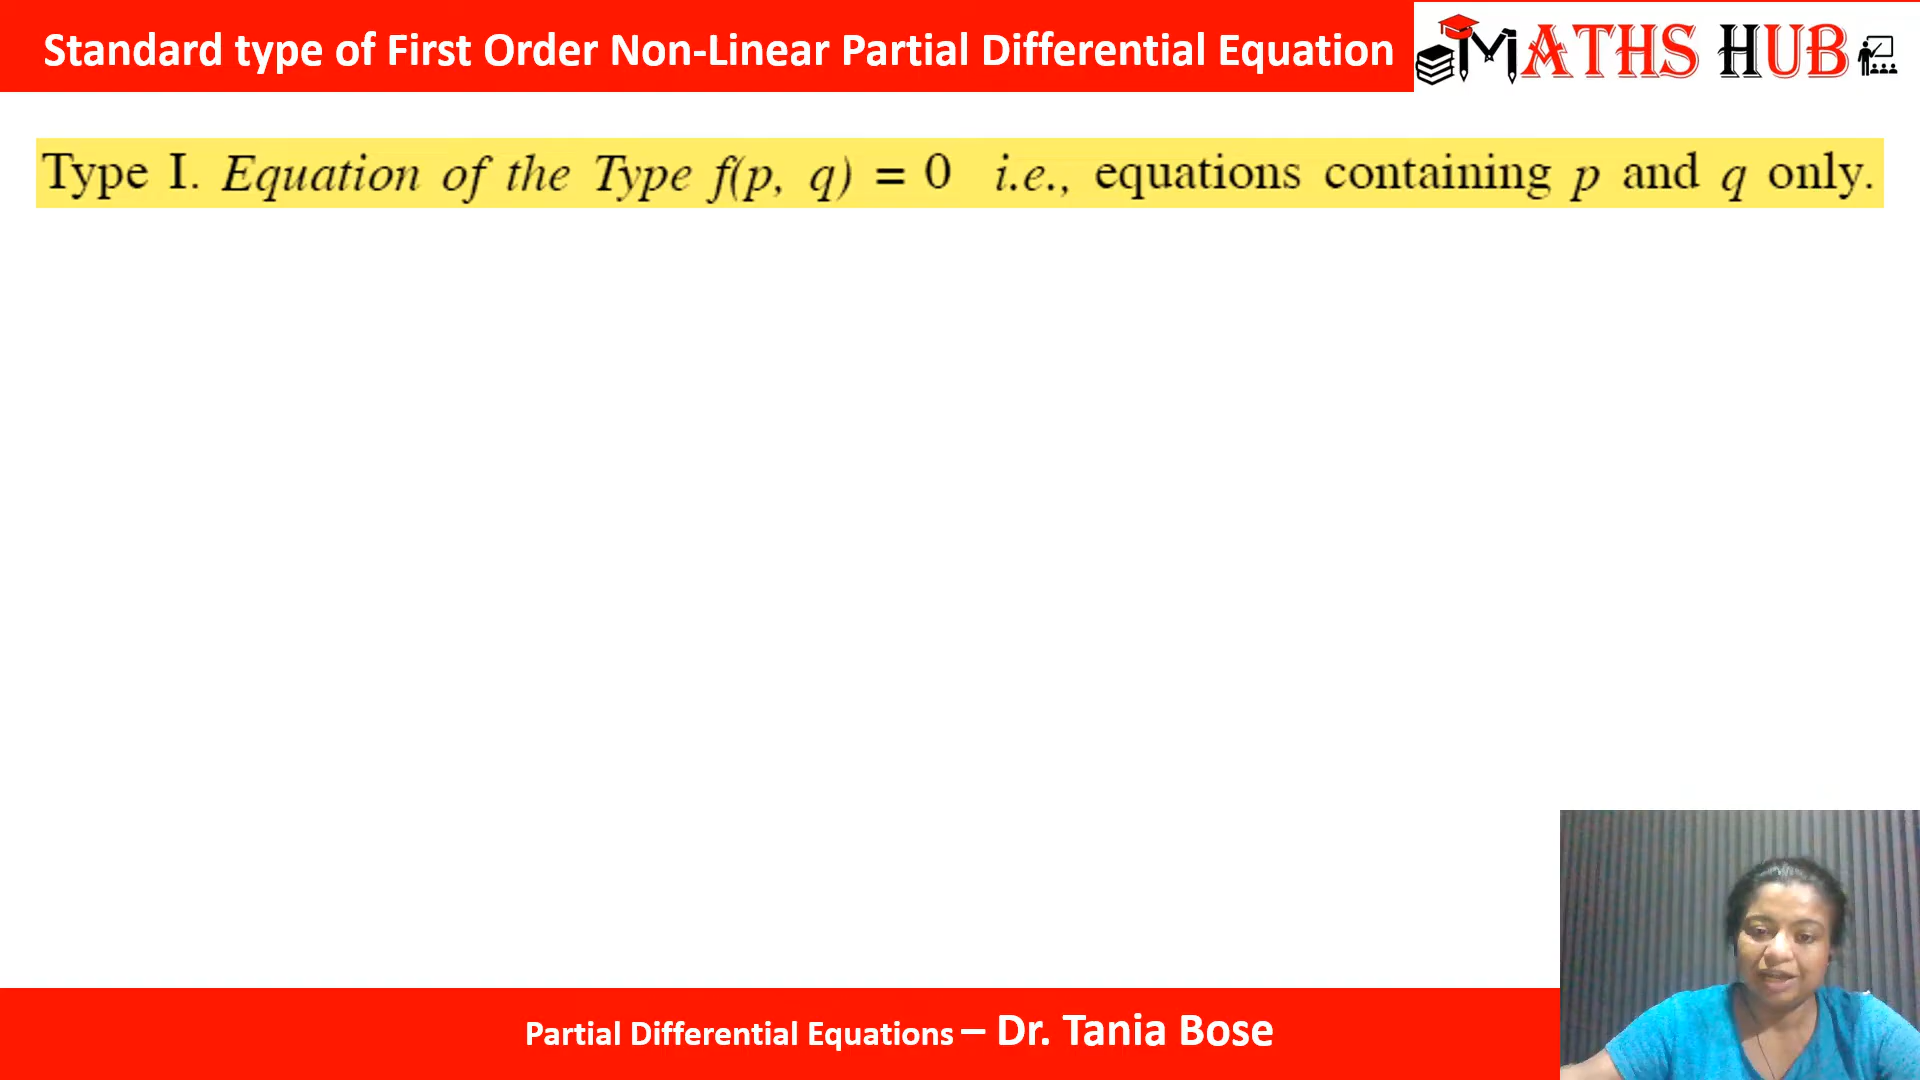 Standard type of First Order Non-Linear Partial Differential Equation
MATHS HUB
Type I. Equation of the Type f(p, q) = 0 i.e., equations containing p and q only.
Partial Differential Equations – Dr. Tania Bose